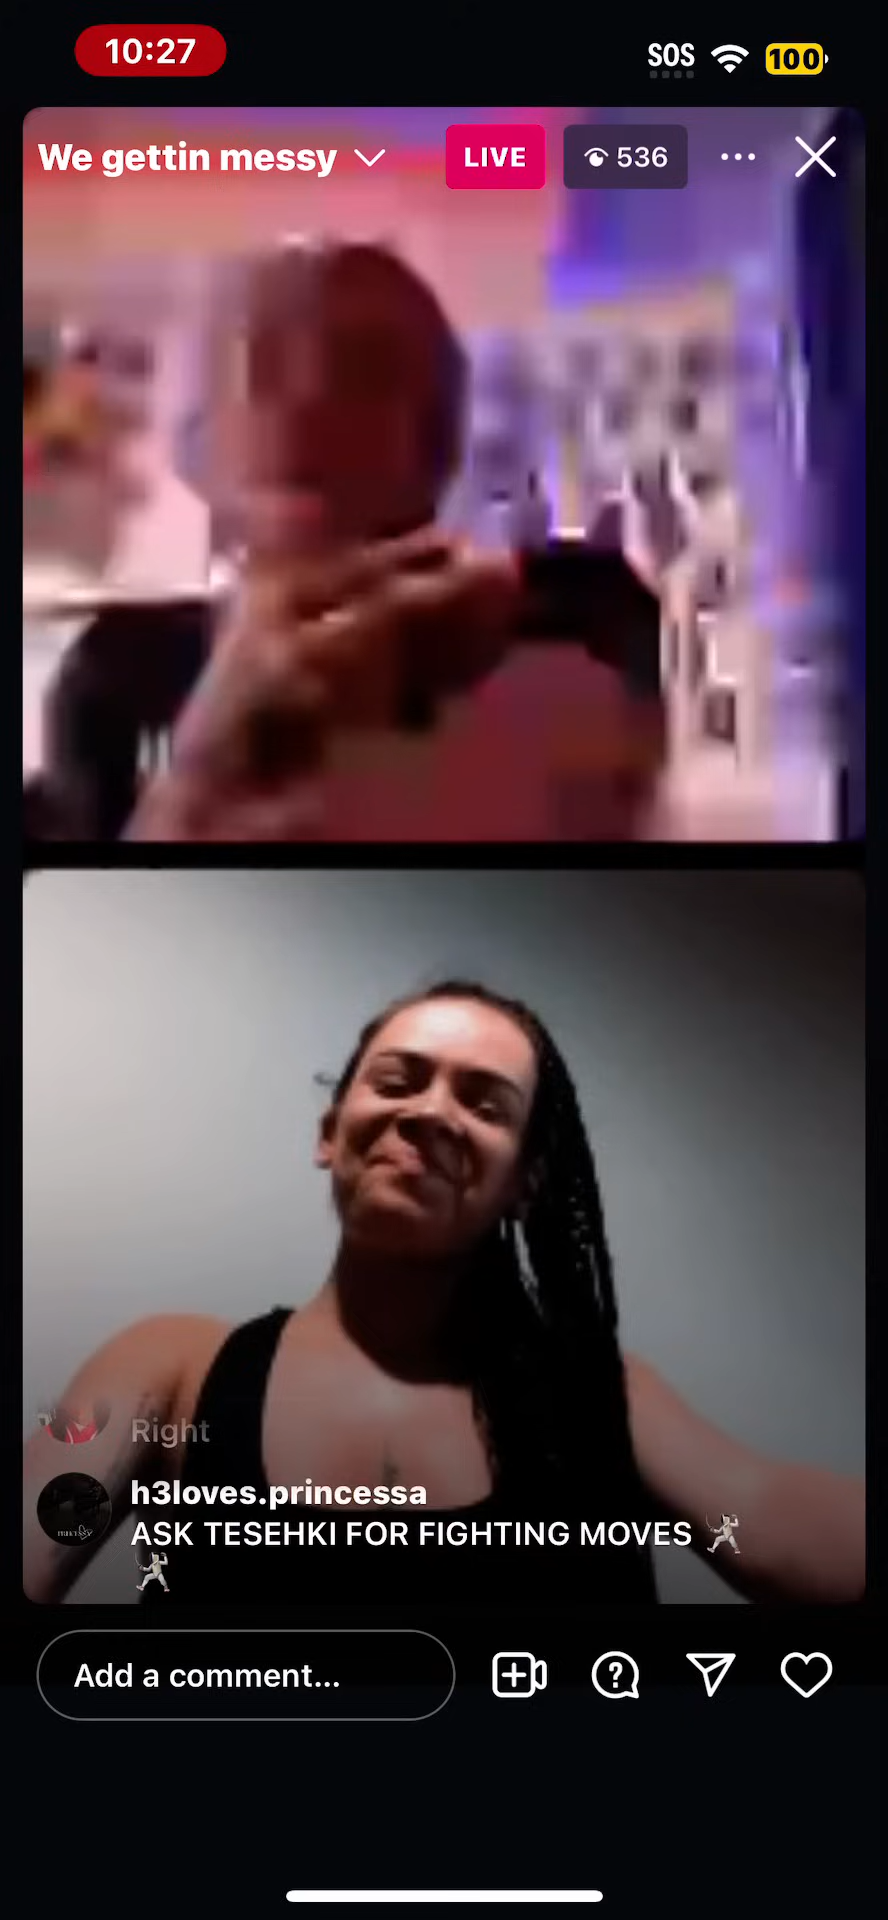 10:27
SOS
100
We gettin messy
LIVE
536
Right
h3loves.princessa
ASK TESEHKI FOR FIGHTING MOVES 🤺
🤺
Add a comment...